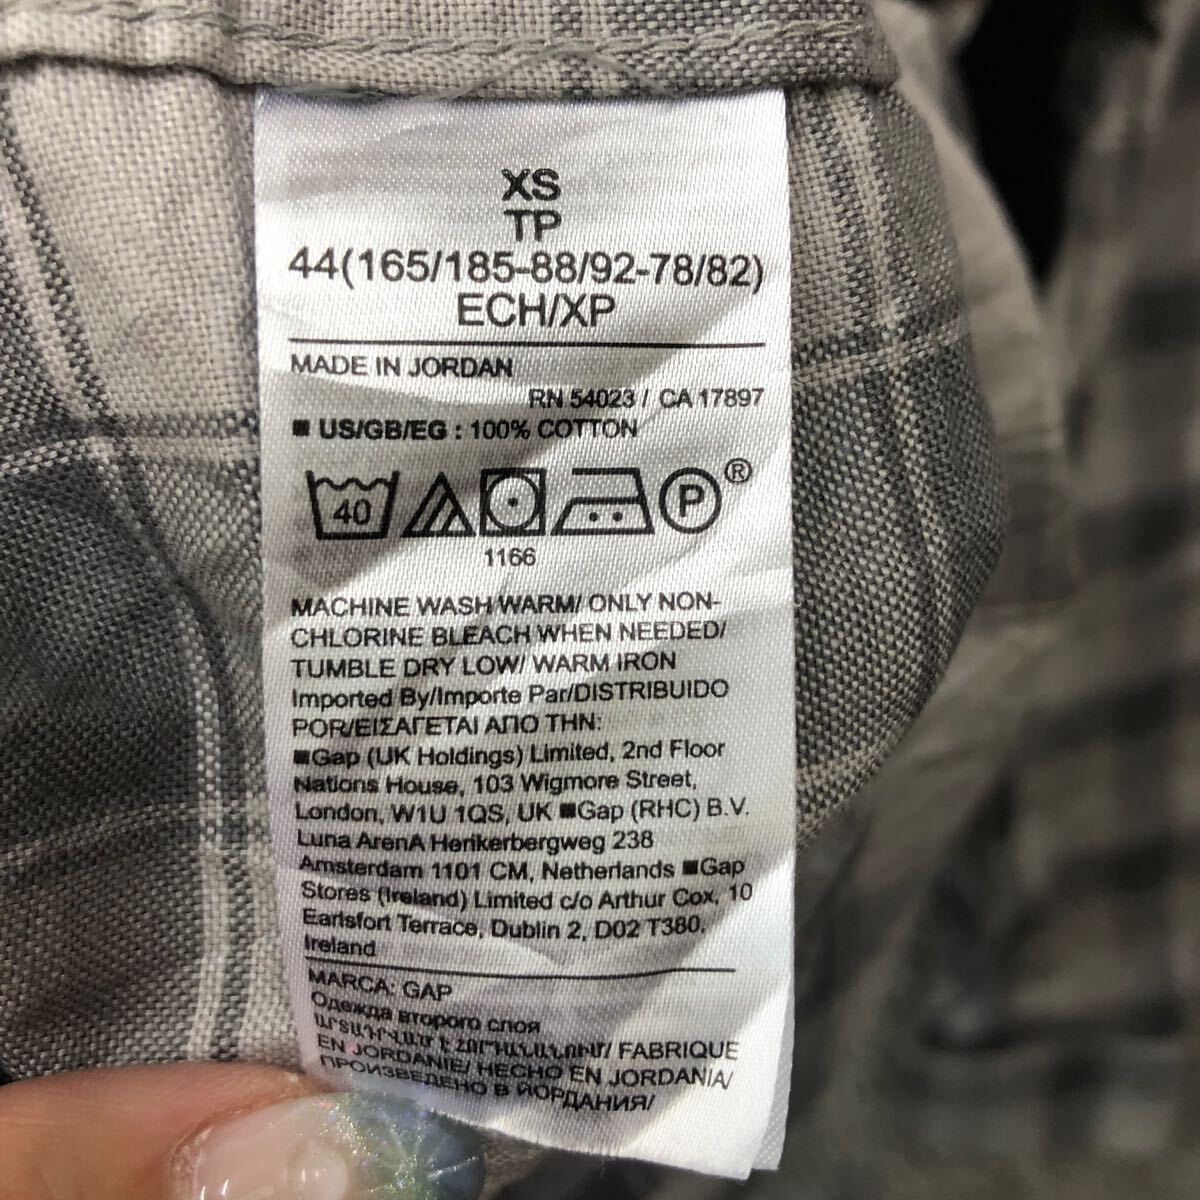 XS
TP
44(165/185-88/92-78/82)
ECH/XP
MADE IN JORDAN
RN 54023 / CA 17897
■ US/GB/EG : 100% COTTON
40 P ®
1166
MACHINE WASH WARM/ ONLY NON-
CHLORINE BLEACH WHEN NEEDED/
TUMBLE DRY LOW/ WARM IRON
Imported By/Importe Par/DISTRIBUIDO
POR/ΕΙΣΑΓΕΤΑΙ ΑΠΟ ΤΗΝ:
■Gap (UK Holdings) Limited, 2nd Floor
Nations House, 103 Wigmore Street,
London, W1U 1QS, UK ■Gap (RHC) B.V.
Luna ArenA Herikerbergweg 238
Amsterdam 1101 CM, Netherlands ■Gap
Stores (Ireland) Limited c/o Arthur Cox, 10
Earlsfort Terrace, Dublin 2, D02 T380,
Ireland
MARCA: GAP
Одежда второго слоя
ԱՐՏԱԴՐՎԱԾ Է ՀՈՐԴԱՆԱՆՈՒՄ/ FABRIQUE
EN JORDANIE/ HECHO EN JORDANIA/
ПРОИЗВЕДЕНО В ИОРДАНИЯ/